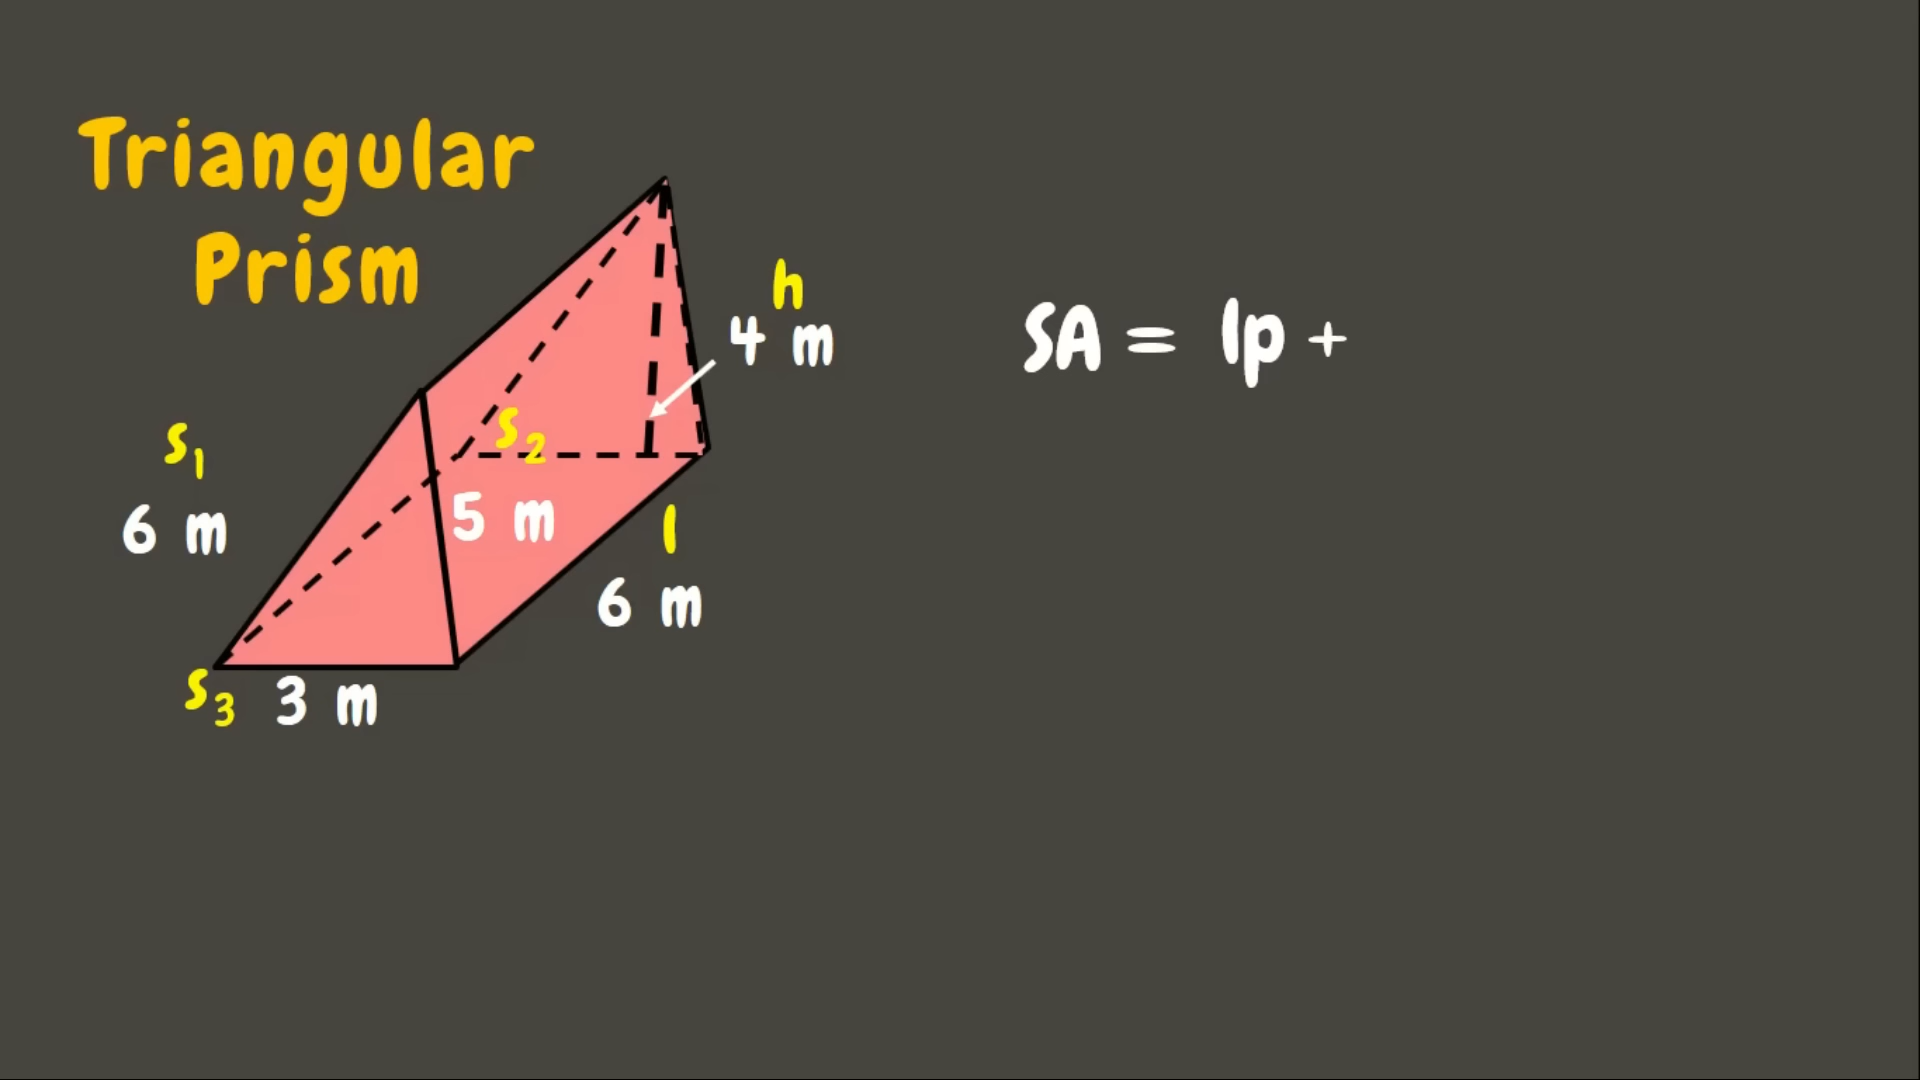 Triangular
Prism
h
4 m
SA = lp +
s₁
s₂
6 m
5 m
l
6 m
s₃ 3 m